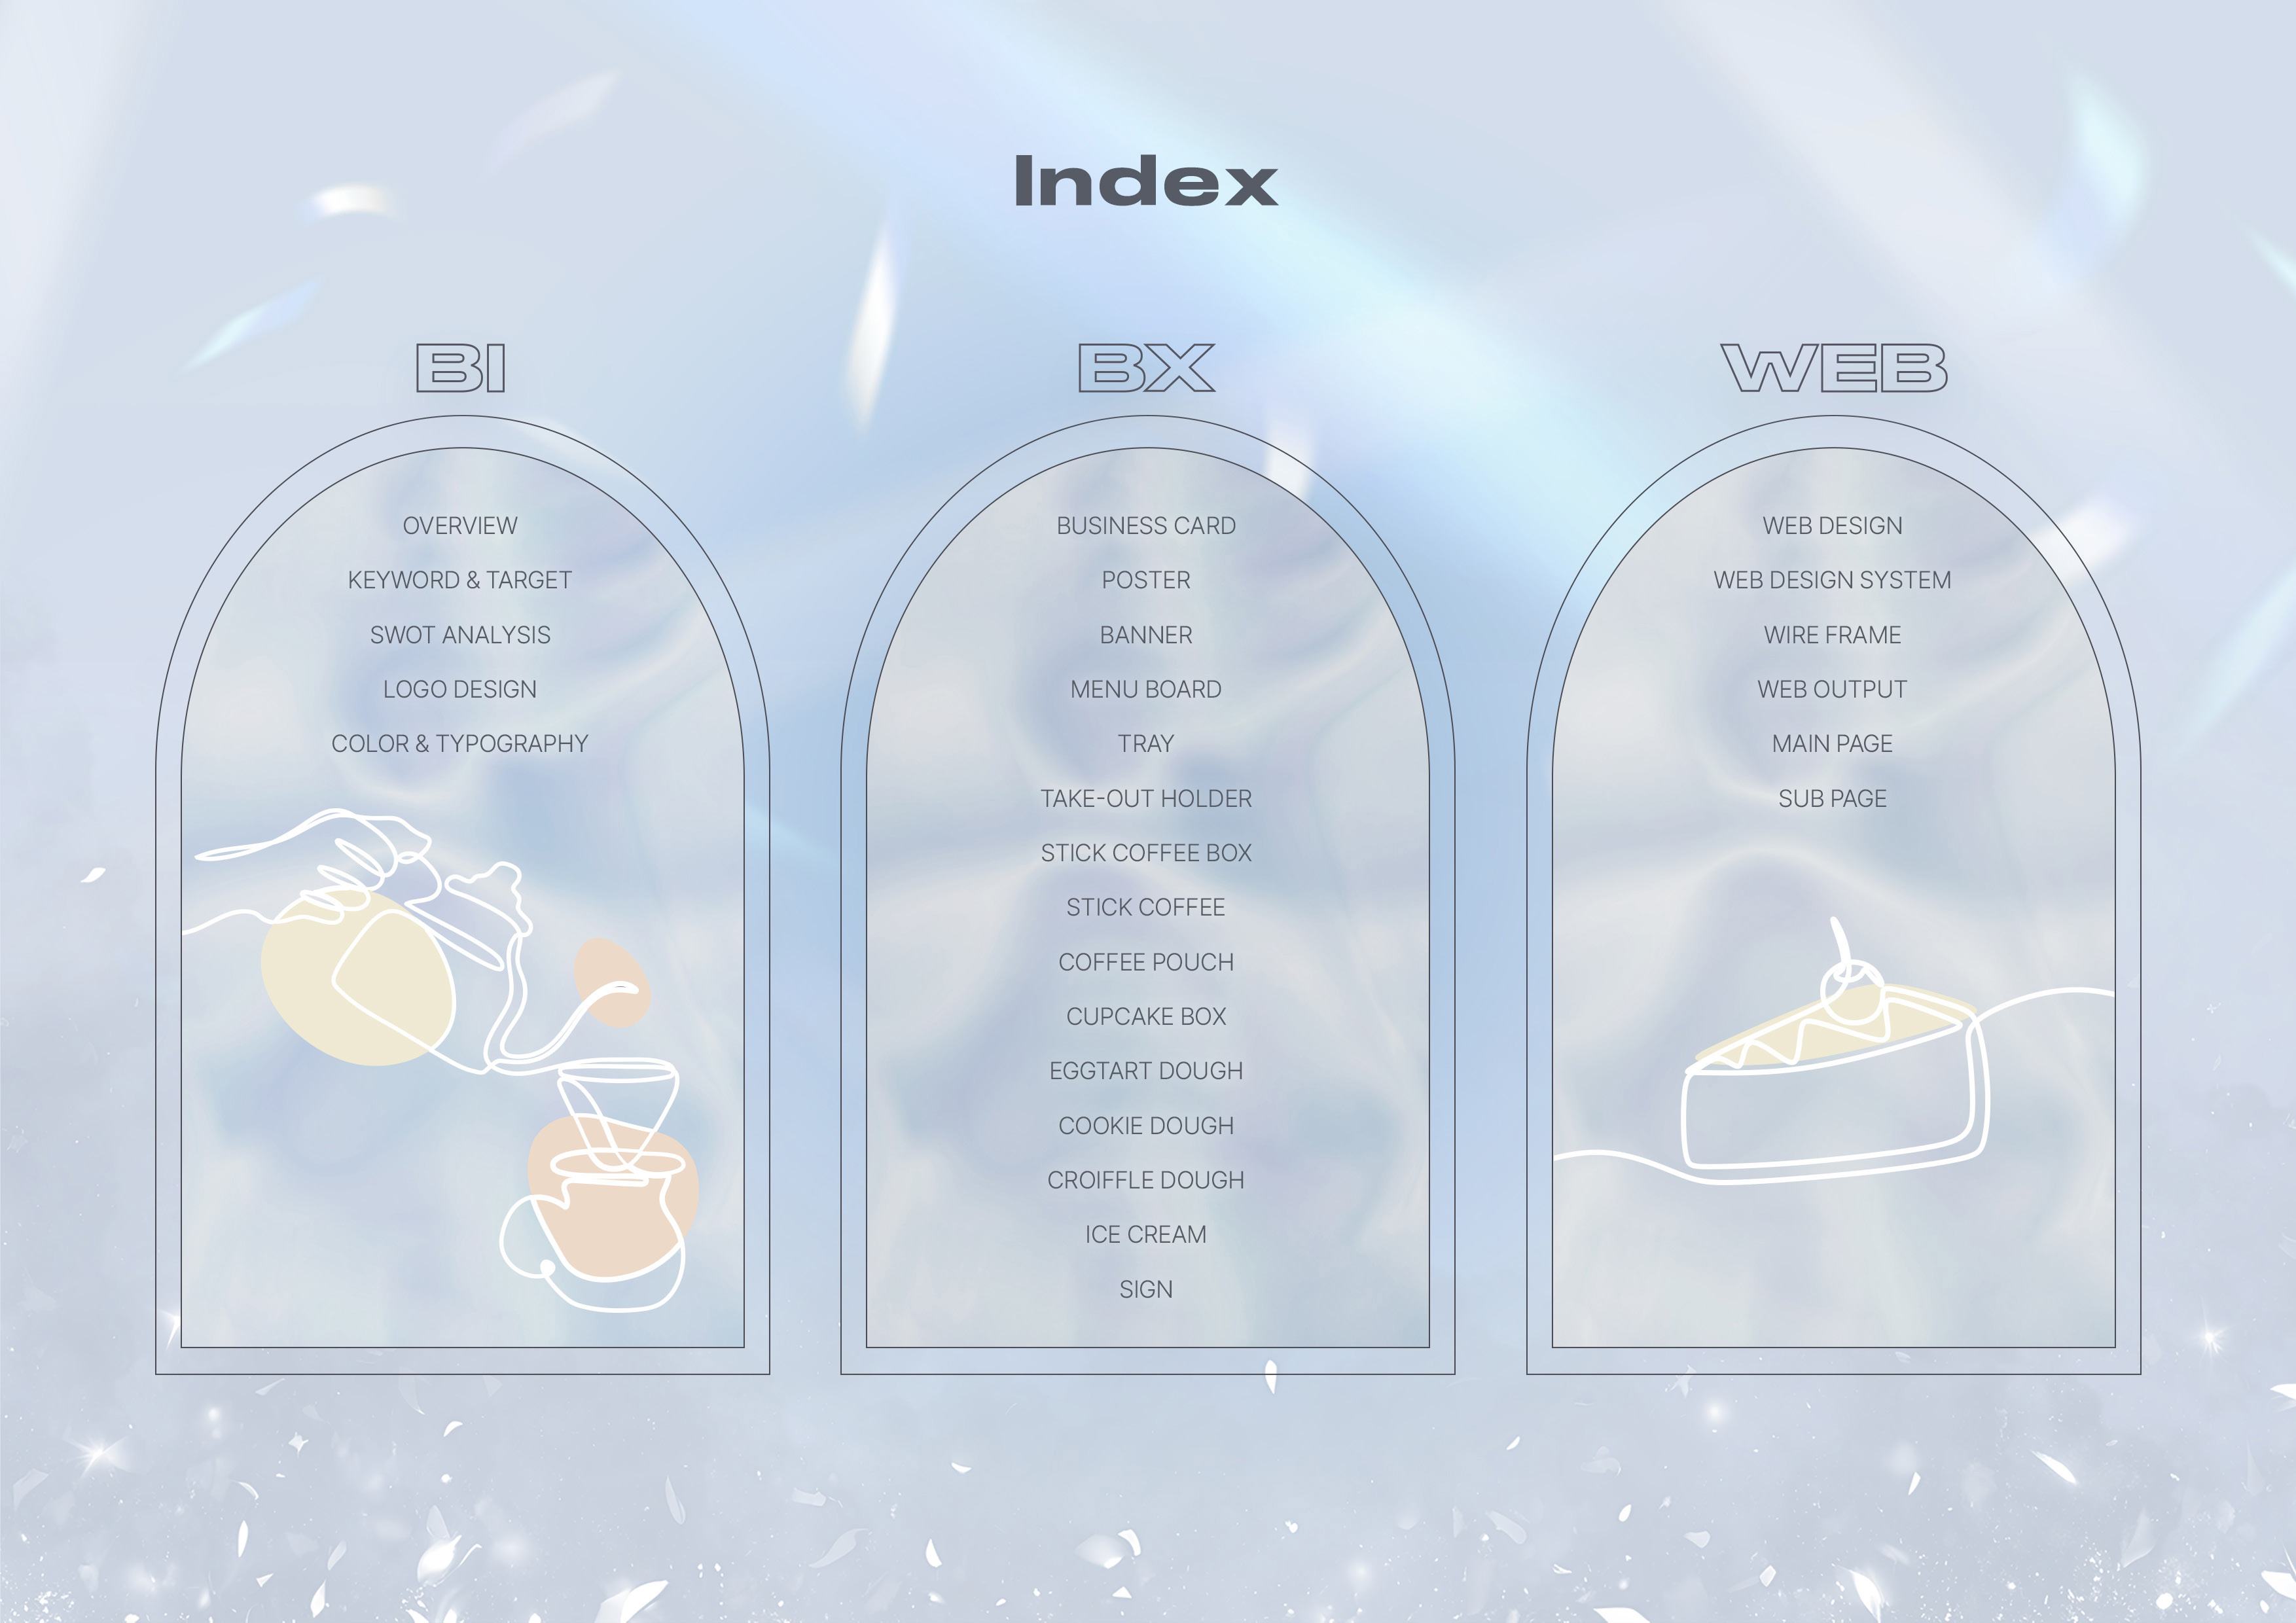 Index
BI
OVERVIEW
KEYWORD & TARGET
SWOT ANALYSIS
LOGO DESIGN
COLOR & TYPOGRAPHY
BX
BUSINESS CARD
POSTER
BANNER
MENU BOARD
TRAY
TAKE-OUT HOLDER
STICK COFFEE BOX
STICK COFFEE
COFFEE POUCH
CUPCAKE BOX
EGGTART DOUGH
COOKIE DOUGH
CROIFFLE DOUGH
ICE CREAM
SIGN
WEB
WEB DESIGN
WEB DESIGN SYSTEM
WIRE FRAME
WEB OUTPUT
MAIN PAGE
SUB PAGE